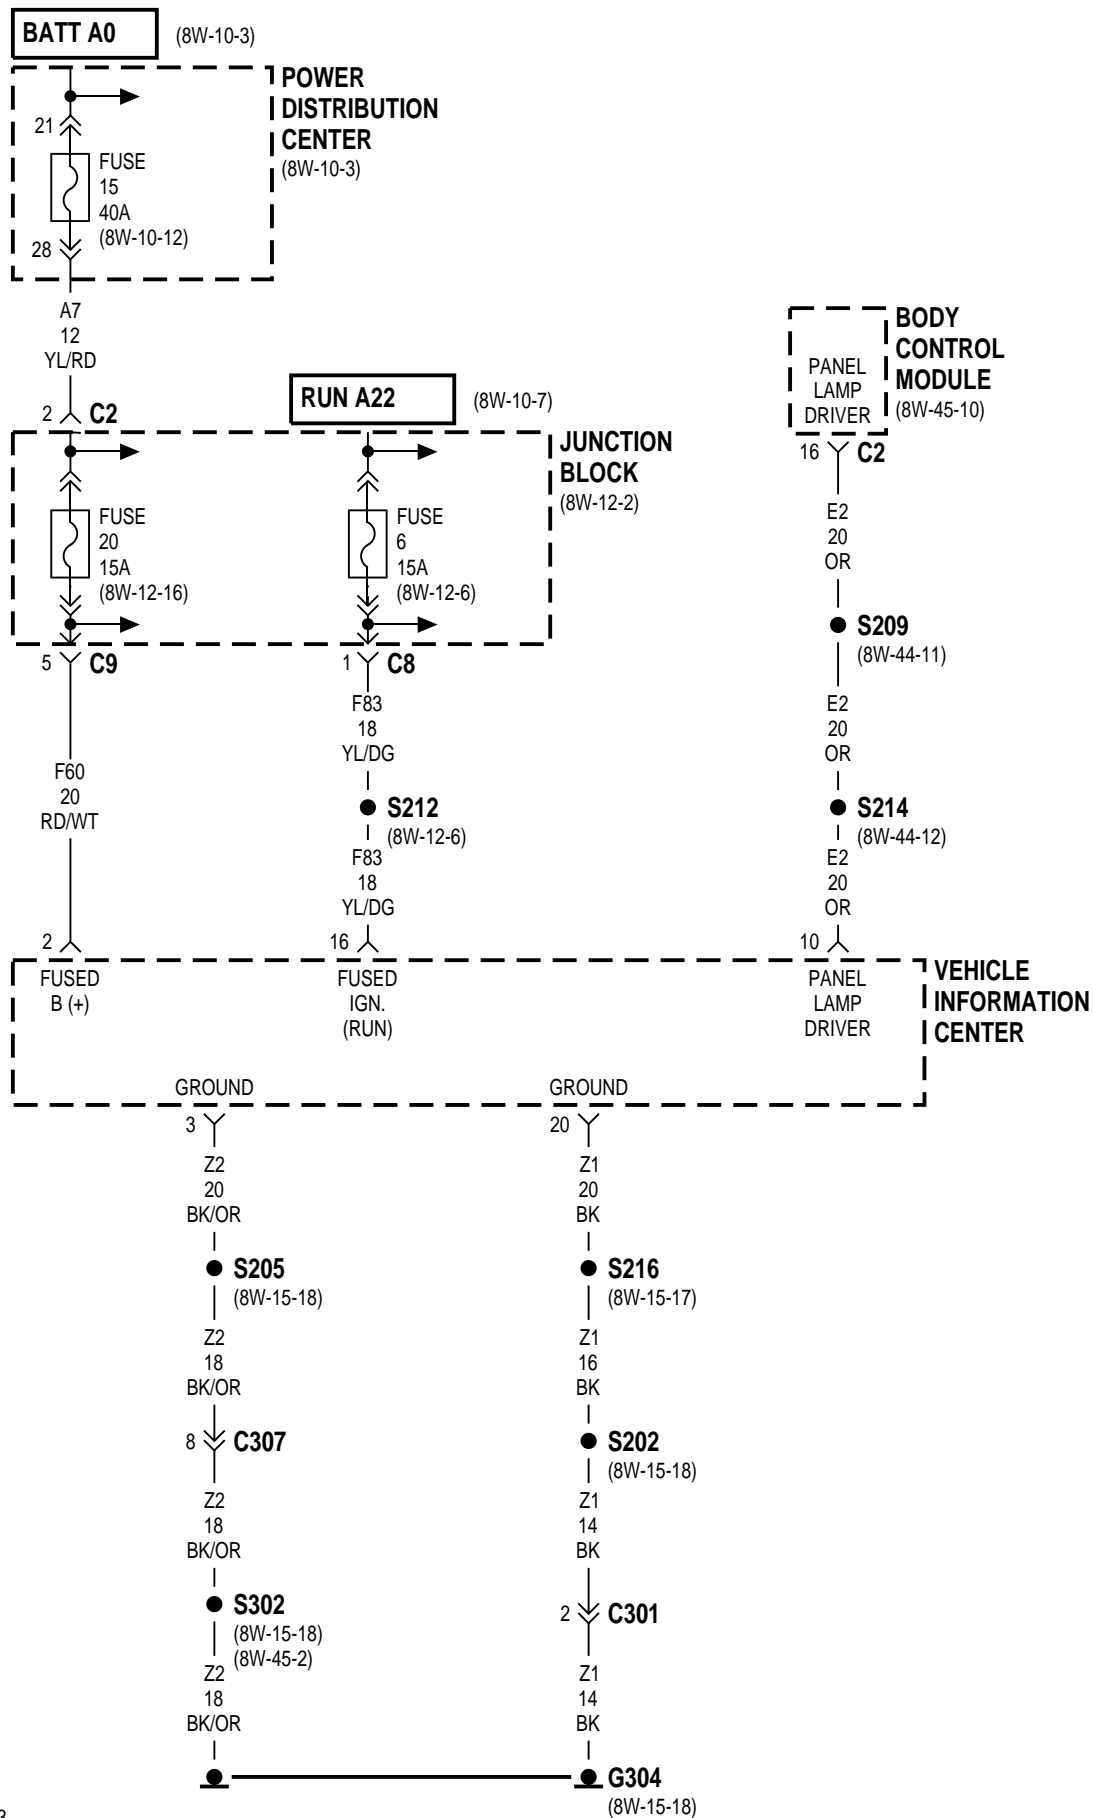 BATT A0
(8W-10-3)
POWER
DISTRIBUTION
CENTER
(8W-10-3)
21
FUSE
15
40A
(8W-10-12)
28
A7
12
YL/RD
2
C2
RUN A22
(8W-10-7)
BODY
CONTROL
MODULE
(8W-45-10)
PANEL
LAMP
DRIVER
16
C2
JUNCTION
BLOCK
(8W-12-2)
FUSE
20
15A
(8W-12-16)
FUSE
6
15A
(8W-12-6)
E2
20
OR
S209
(8W-44-11)
5
C9
1
C8
F83
18
YL/DG
E2
20
OR
F60
20
RD/WT
S212
(8W-12-6)
S214
(8W-44-12)
F83
18
YL/DG
E2
20
OR
2
16
10
FUSED
B (+)
FUSED
IGN.
(RUN)
PANEL
LAMP
DRIVER
VEHICLE
INFORMATION
CENTER
GROUND
GROUND
3
20
Z2
20
BK/OR
Z1
20
BK
S205
(8W-15-18)
S216
(8W-15-17)
Z2
18
BK/OR
Z1
16
BK
8
C307
S202
(8W-15-18)
Z2
18
BK/OR
Z1
14
BK
S302
(8W-15-18)
(8W-45-2)
2
C301
Z2
18
BK/OR
Z1
14
BK
G304
(8W-15-18)